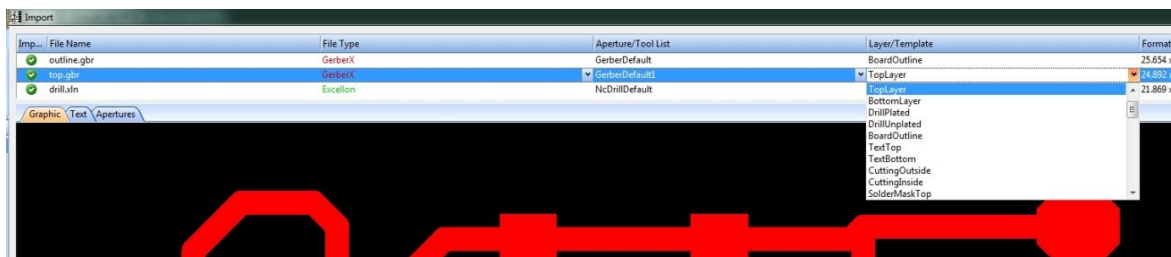 Import
Imp... File Name File Type Aperture/Tool List Layer/Template Format
outline.gbr GerberX GerberDefault BoardOutline 25.654 x
top.gbr GerberX GerberDefault1 TopLayer 24.892 x
drill.xln Excellon NcDrillDefault TopLayer 21.869 x
BottomLayer
Graphic Text Apertures DrillPlated
DrillUnplated
BoardOutline
TextTop
TextBottom
CuttingOutside
CuttingInside
SolderMaskTop